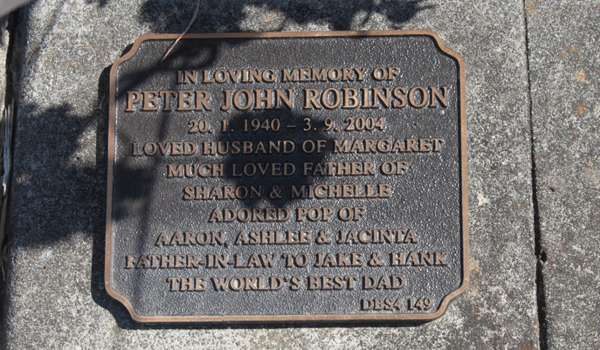 IN LOVING MEMORY OF
PETER JOHN ROBINSON
20. 1. 1940 – 3. 9. 2004
LOVED HUSBAND OF MARGARET
MUCH LOVED FATHER OF
SHARON & MICHELLE
ADORED POP OF
AARON, ASHLEE & JACINTA
FATHER-IN-LAW TO JAKE & HANK
THE WORLD'S BEST DAD
DBS4 149